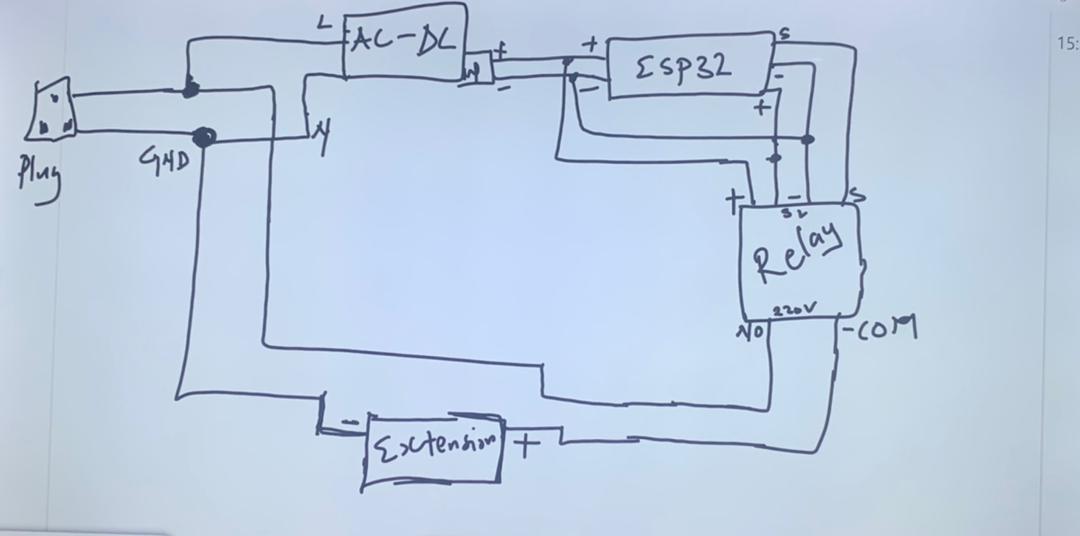 15:
L
AC-DC
+
-
+
-
ESP32
S
-
+
Plug
GND
N
+
-
S
5V
Relay
220V
NO
-COM
-
Extension
+